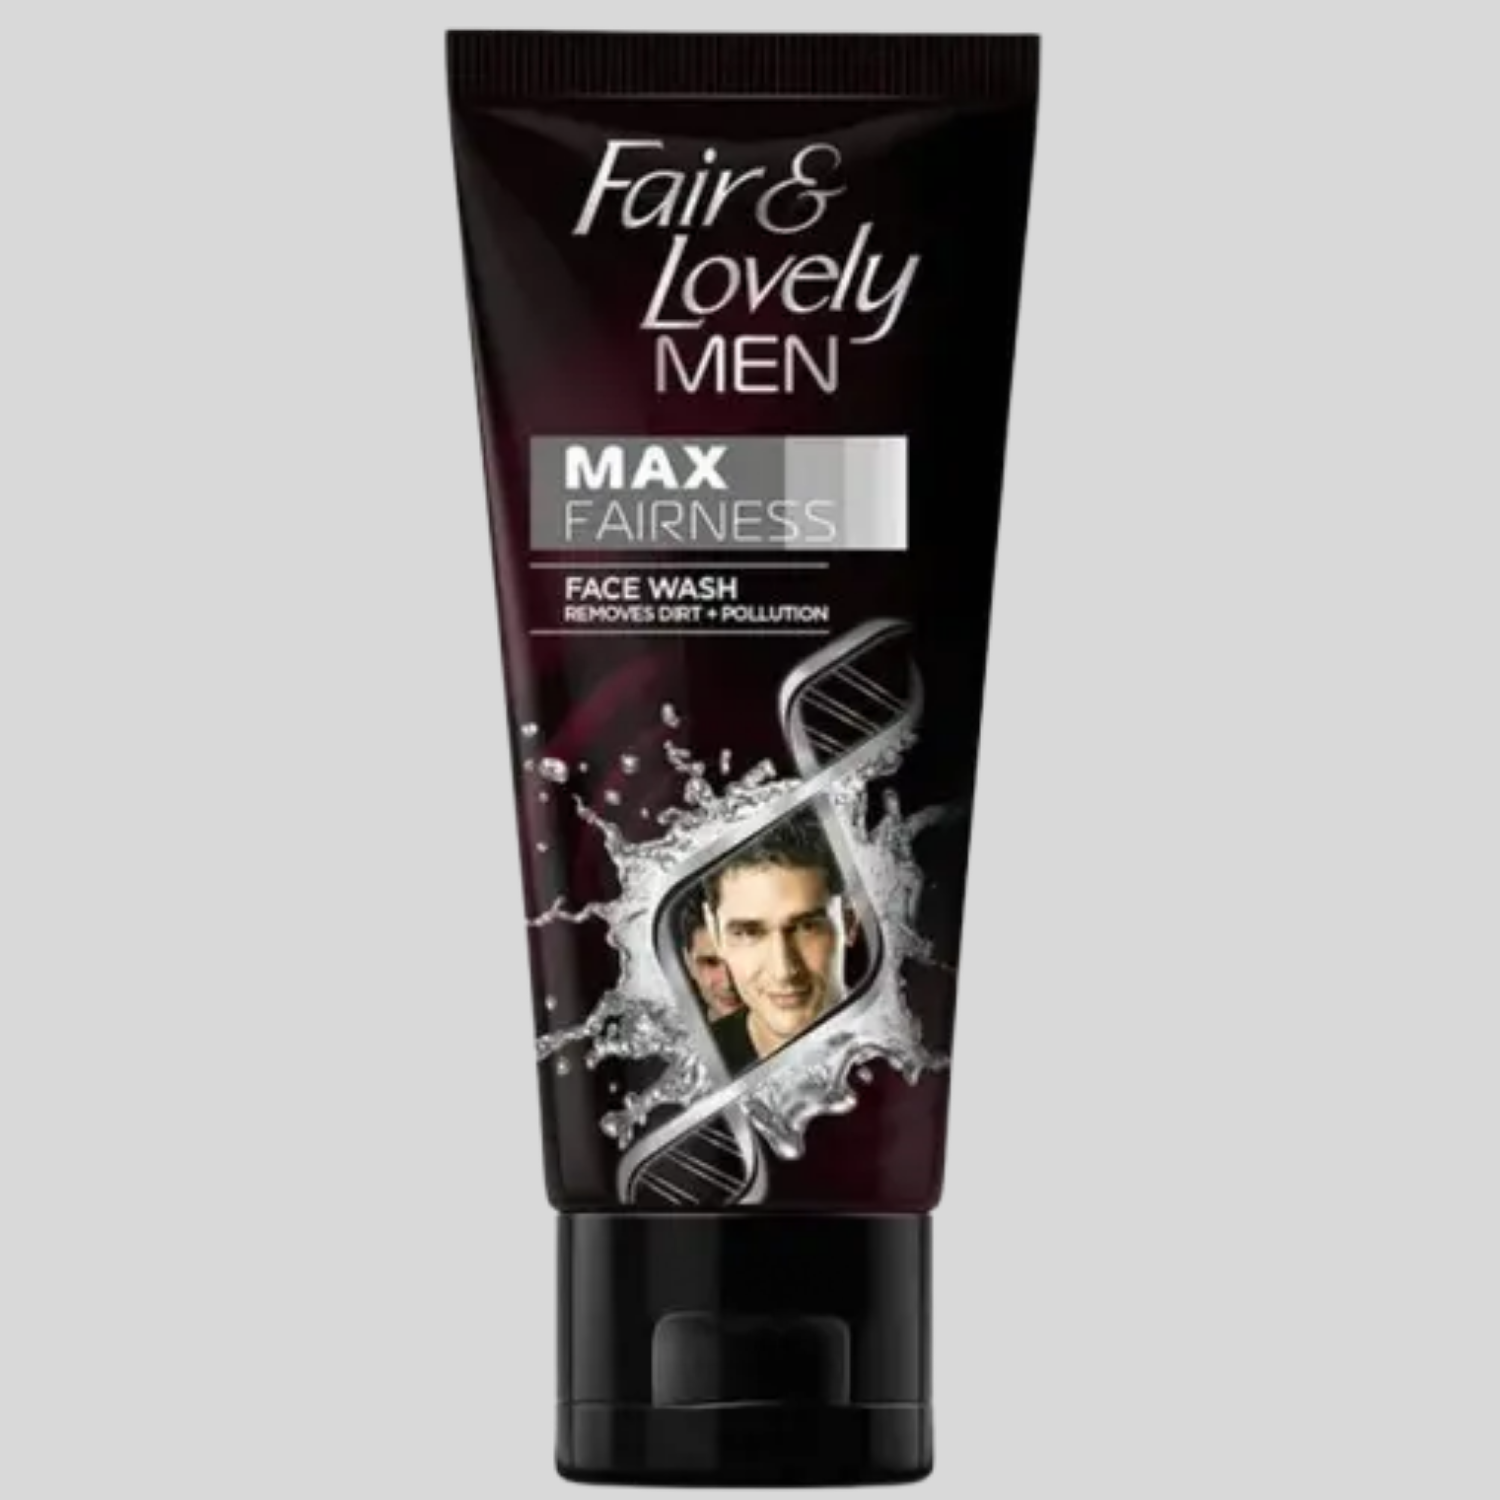 Fair &
Lovely
MEN
MAX
FAIRNESS
FACE WASH
REMOVES DIRT + POLLUTION